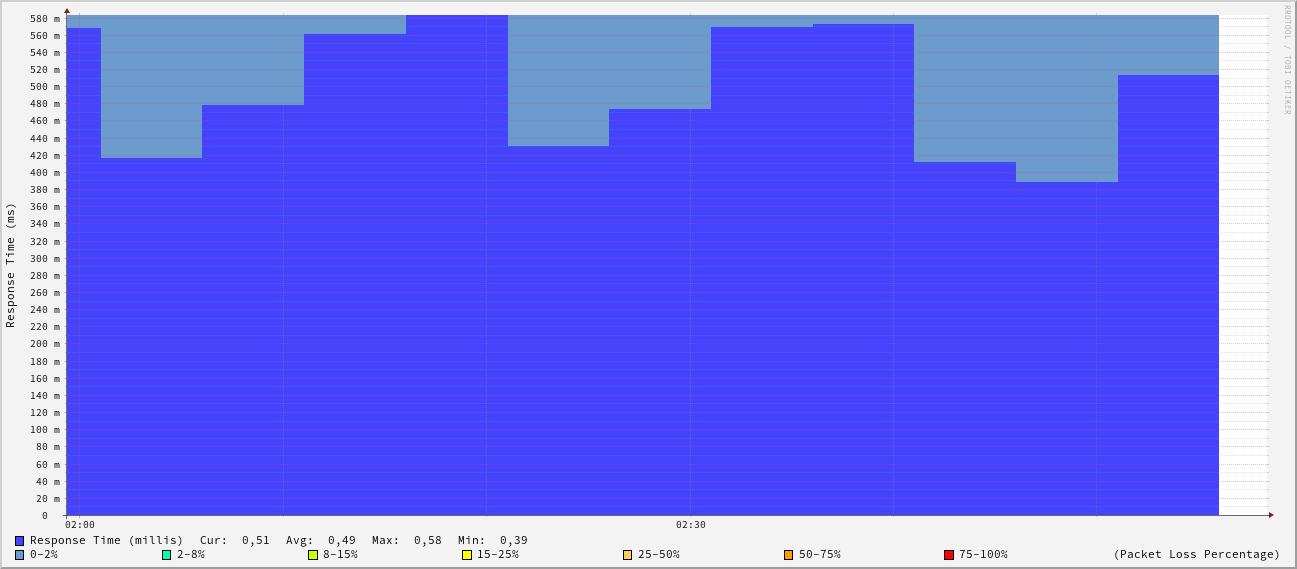 RRDTOOL / TOBI OETIKER
Response Time (ms)
580 m
560 m
540 m
520 m
500 m
480 m
460 m
440 m
420 m
400 m
380 m
360 m
340 m
320 m
300 m
280 m
260 m
240 m
220 m
200 m
180 m
160 m
140 m
120 m
100 m
80 m
60 m
40 m
20 m
0
02:00 02:30
Response Time (millis) Cur: 0,51 Avg: 0,49 Max: 0,58 Min: 0,39
0-2% 2-8% 8-15% 15-25% 25-50% 50-75% 75-100% (Packet Loss Percentage)